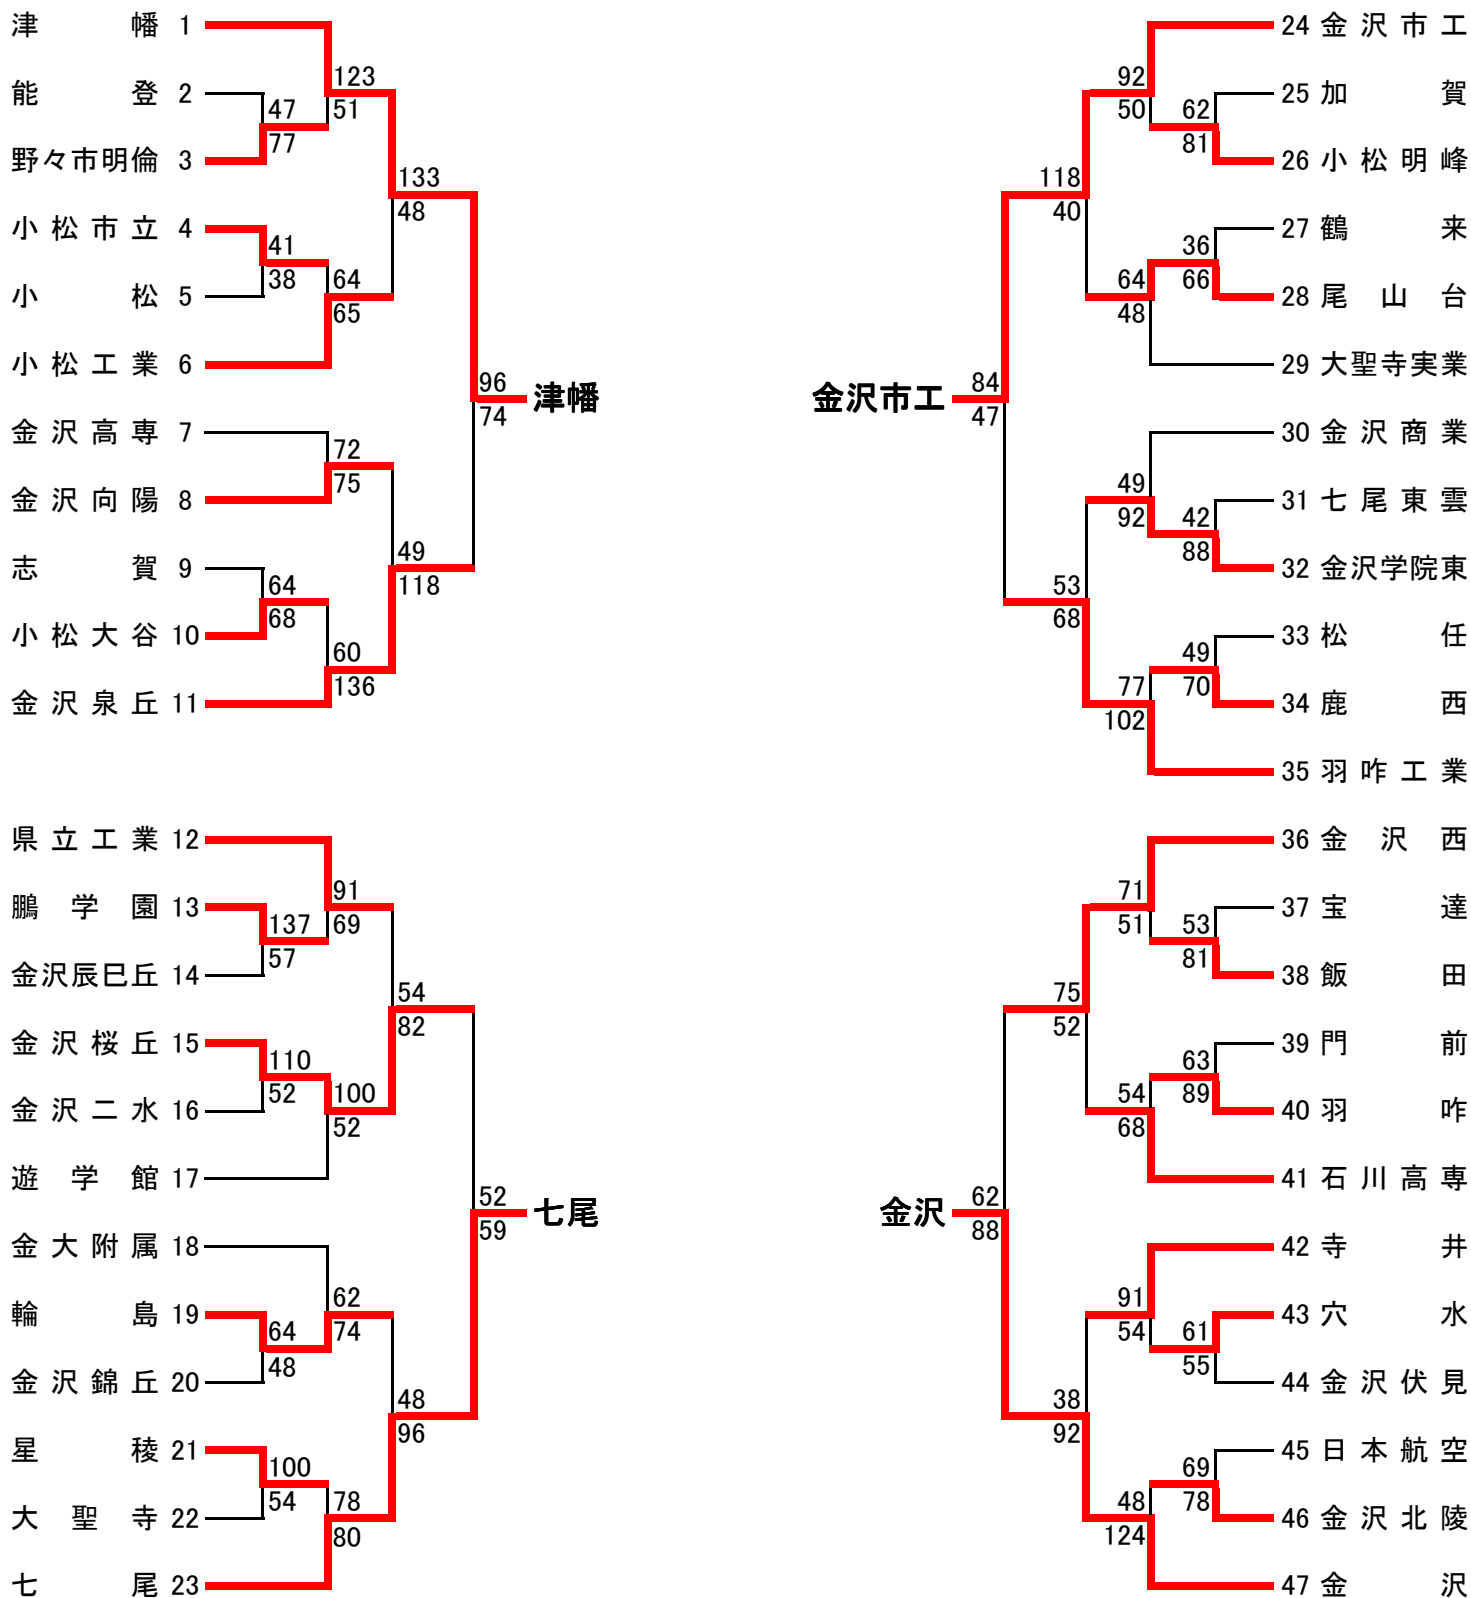 津幡 1
123
能登 2
47
51
77
野々市明倫 3
133
48
小松市立 4
41
38
64
小松 5
65
小松工業 6
96
津幡
74
金沢高専 7
72
75
金沢向陽 8
49
志賀 9
64
118
68
小松大谷 10
60
136
金沢泉丘 11
県立工業 12
91
鵬学園 13
137
69
57
金沢辰巳丘 14
54
82
金沢桜丘 15
110
52
100
金沢二水 16
52
遊学館 17
52
七尾
59
金大附属 18
62
輪島 19
64
74
48
金沢錦丘 20
48
96
星稜 21
100
54
78
大聖寺 22
80
七尾 23
24 金沢市工
92
25 加賀
50
62
81
26 小松明峰
118
40
27 鶴来
36
66
64
28 尾山台
48
29 大聖寺実業
84
金沢市工
47
30 金沢商業
49
31 七尾東雲
92
42
88
32 金沢学院東
53
68
33 松任
49
70
77
34 鹿西
102
35 羽咋工業
36 金沢西
71
37 宝達
51
53
81
38 飯田
75
52
39 門前
63
89
54
40 羽咋
68
41 石川高専
62
金沢
88
42 寺井
91
43 穴水
54
61
55
44 金沢伏見
38
92
45 日本航空
69
78
48
46 金沢北陵
124
47 金沢